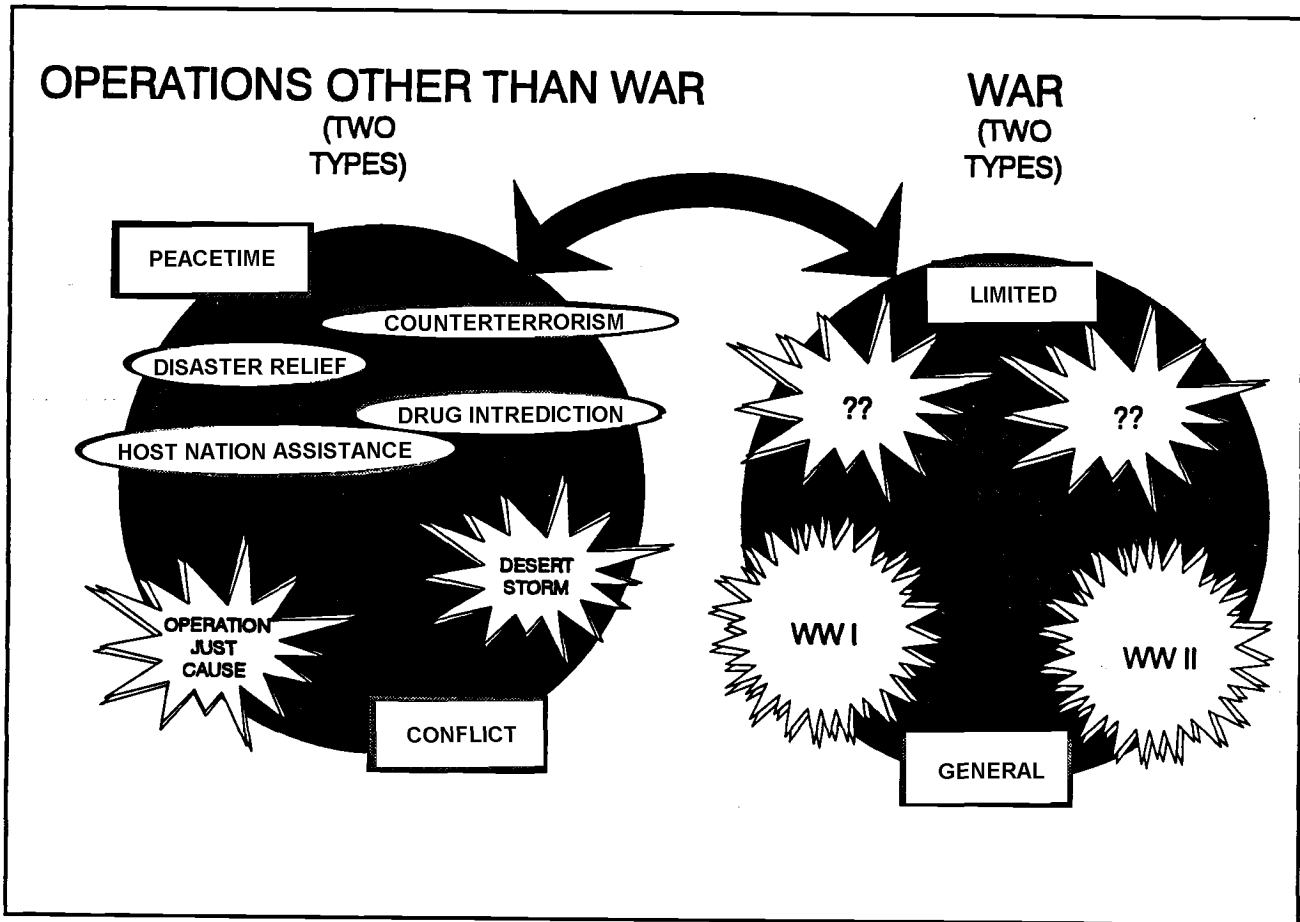 OPERATIONS OTHER THAN WAR
(TWO
TYPES)
WAR
(TWO
TYPES)
PEACETIME
COUNTERTERRORISM
DISASTER RELIEF
DRUG INTREDICTION
HOST NATION ASSISTANCE
DESERT
STORM
OPERATION
JUST
CAUSE
CONFLICT
LIMITED
??
??
WW I
WW II
GENERAL